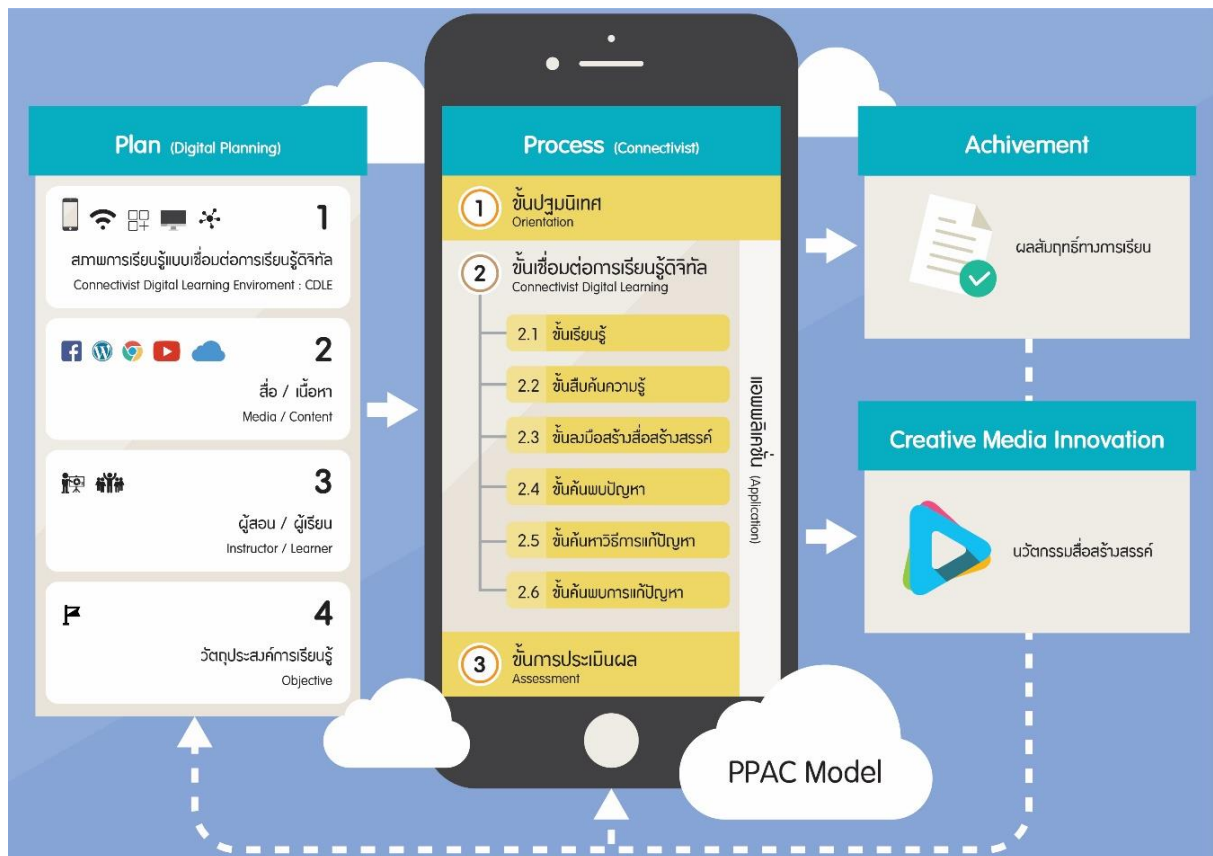 Plan (Digital Planning)
1
สภาพการเรียนรู้แบบเชื่อมต่อการเรียนรู้ดิจิทัล
Connectivist Digital Learning Enviroment : CDLE
2
สื่อ / เนื้อหา
Media / Content
3
ผู้สอน / ผู้เรียน
Instructor / Learner
4
วัตถุประสงค์การเรียนรู้
Objective
Process (Connectivist)
1 ขั้นปฐมนิเทศ
Orientation
2 ขั้นเชื่อมต่อการเรียนรู้ดิจิทัล
Connectivist Digital Learning
2.1 ขั้นเรียนรู้
2.2 ขั้นสืบค้นความรู้
2.3 ขั้นลงมือสร้างสื่อสร้างสรรค์
2.4 ขั้นค้นพบปัญหา
2.5 ขั้นค้นหาวิธีการแก้ปัญหา
2.6 ขั้นค้นพบการแก้ปัญหา
แอพพลิเคชั่น (Application)
3 ขั้นการประเมินผล
Assessment
Achivement
ผลสัมฤทธิ์ทางการเรียน
Creative Media Innovation
นวัตกรรมสื่อสร้างสรรค์
PPAC Model